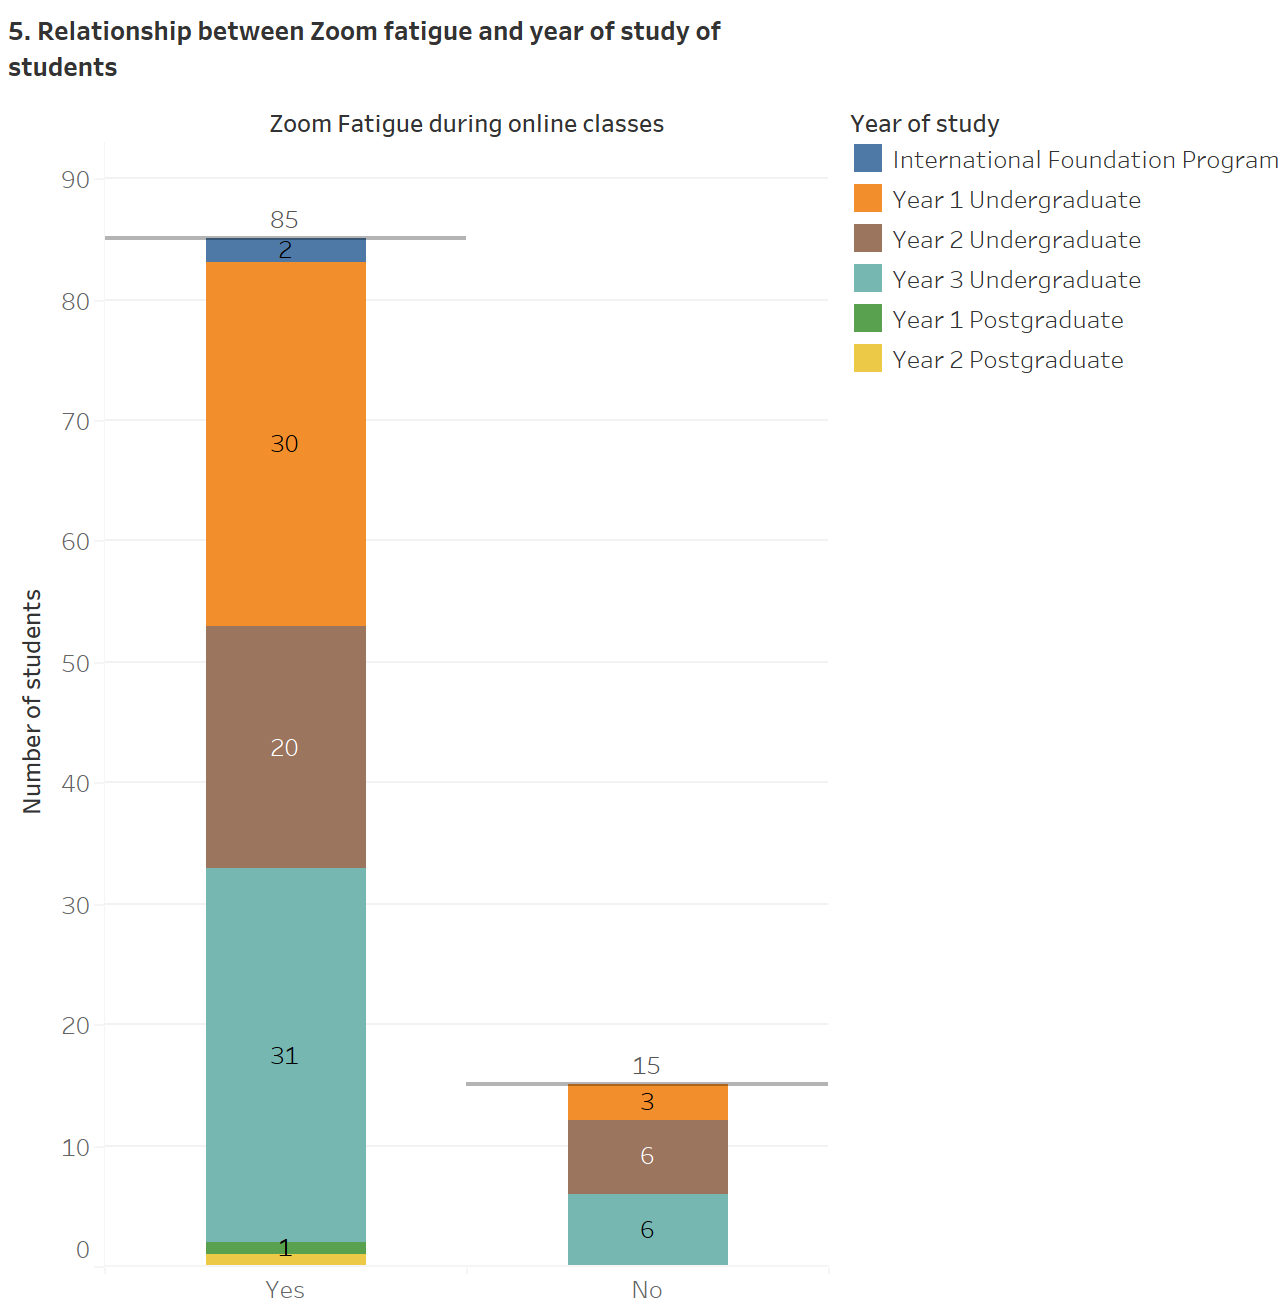 5. Relationship between Zoom fatigue and year of study of
students
Zoom Fatigue during online classes
Year of study
International Foundation Program
Year 1 Undergraduate
Year 2 Undergraduate
Year 3 Undergraduate
Year 1 Postgraduate
Year 2 Postgraduate
Number of students
90
80
70
60
50
40
30
20
10
0
85
2
30
20
31
1
15
3
6
6
Yes
No